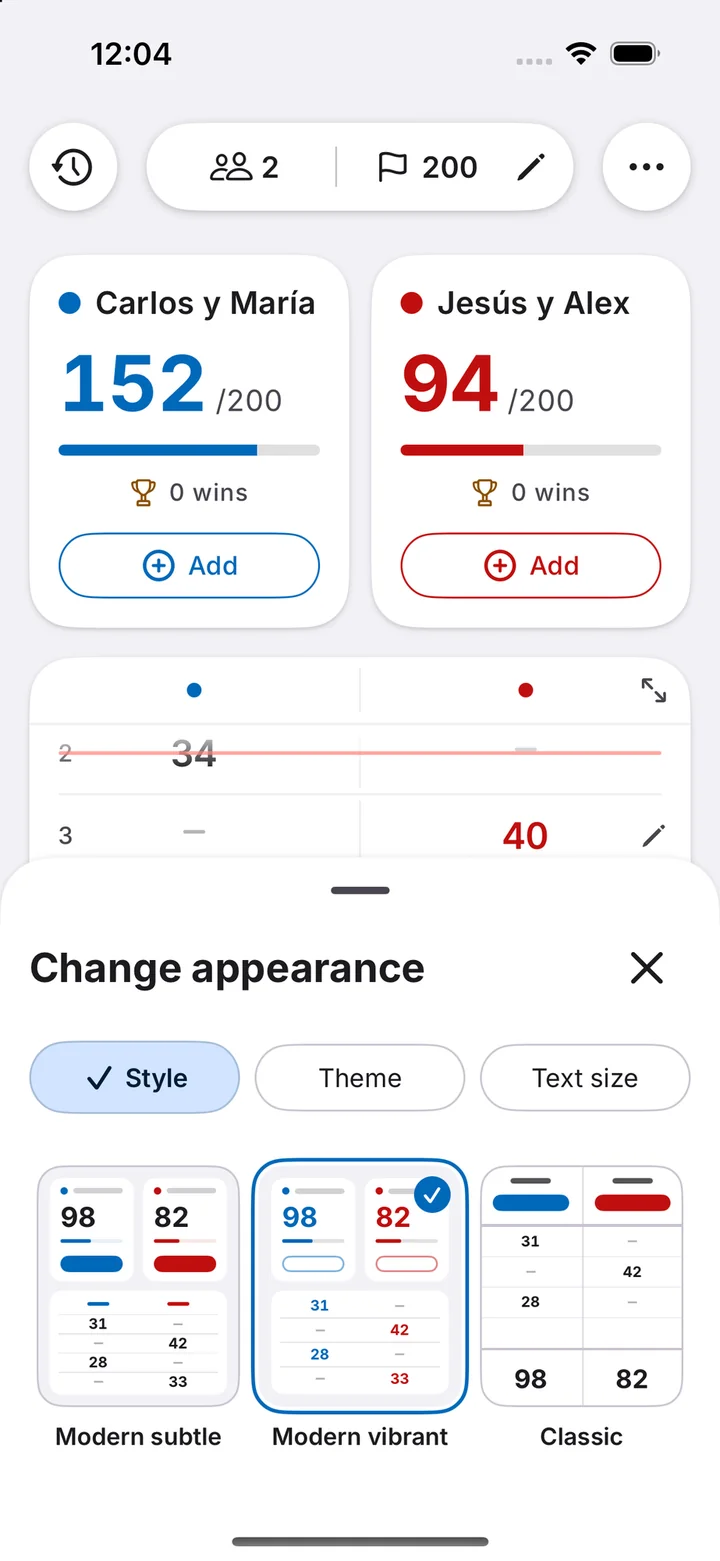 12:04
2 200
Carlos y María Jesús y Alex
152 /200 94 /200
0 wins 0 wins
Add Add
2 34 –
3 – 40
Change appearance
Style Theme Text size
98 82 98 82
31 –
– 42
28 –
98 82
31 –
– 42
28 –
– 33
31 –
– 42
28 –
– 33
Modern subtle Modern vibrant Classic